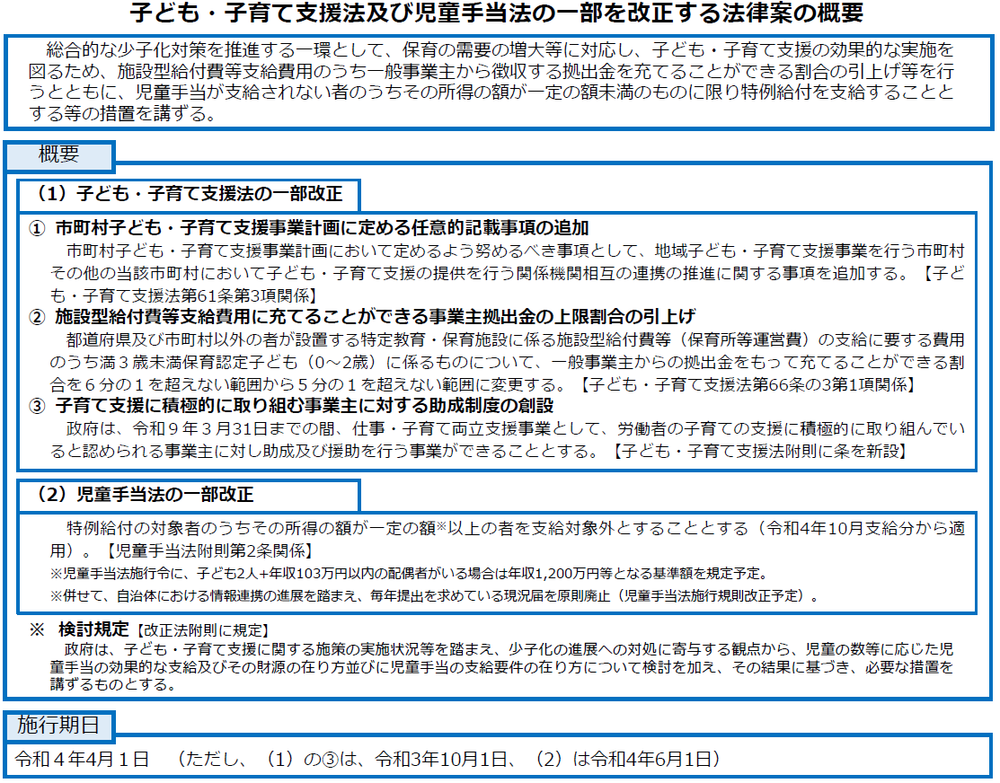 子ども・子育て支援法及び児童手当法の一部を改正する法律案の概要
総合的な少子化対策を推進する一環として、保育の需要の増大等に対応し、子ども・子育て支援の効果的な実施を
図るため、施設型給付費等支給費用のうち一般事業主から徴収する拠出金を充てることができる割合の引上げ等を行
うとともに、児童手当が支給されない者のうちその所得の額が一定の額未満のものに限り特例給付を支給することと
する等の措置を講ずる。
概要
（1）子ども・子育て支援法の一部改正
① 市町村子ども・子育て支援事業計画に定める任意的記載事項の追加
市町村子ども・子育て支援事業計画において定めるよう努めるべき事項として、地域子ども・子育て支援事業を行う市町村
その他の当該市町村において子ども・子育て支援の提供を行う関係機関相互の連携の推進に関する事項を追加する。【子ど
も・子育て支援法第61条第3項関係】
② 施設型給付費等支給費用に充てることができる事業主拠出金の上限割合の引上げ
都道府県及び市町村以外の者が設置する特定教育・保育施設に係る施設型給付費等（保育所等運営費）の支給に要する費用
のうち満３歳未満保育認定子ども（0～2歳）に係るものについて、一般事業主からの拠出金をもって充てることができる割
合を６分の１を超えない範囲から５分の１を超えない範囲に変更する。【子ども・子育て支援法第66条の3第1項関係】
③ 子育て支援に積極的に取り組む事業主に対する助成制度の創設
政府は、令和９年３月31日までの間、仕事・子育て両立支援事業として、労働者の子育ての支援に積極的に取り組んでい
ると認められる事業主に対し助成及び援助を行う事業ができることとする。【子ども・子育て支援法附則に条を新設】
（2）児童手当法の一部改正
特例給付の対象者のうちその所得の額が一定の額※以上の者を支給対象外とすることとする（令和4年10月支給分から適
用）。【児童手当法附則第2条関係】
※児童手当法施行令に、子ども2人+年収103万円以内の配偶者がいる場合は年収1,200万円等となる基準額を規定予定。
※併せて、自治体における情報連携の進展を踏まえ、毎年提出を求めている現況届を原則廃止（児童手当法施行規則改正予定）。
※ 検討規定【改正法附則に規定】
政府は、子ども・子育て支援に関する施策の実施状況等を踏まえ、少子化の進展への対処に寄与する観点から、児童の数等に応じた児
童手当の効果的な支給及びその財源の在り方並びに児童手当の支給要件の在り方について検討を加え、その結果に基づき、必要な措置を
講ずるものとする。
施行期日
令和４年4月１日　（ただし、（1）の③は、令和3年10月1日、（2）は令和4年6月1日）